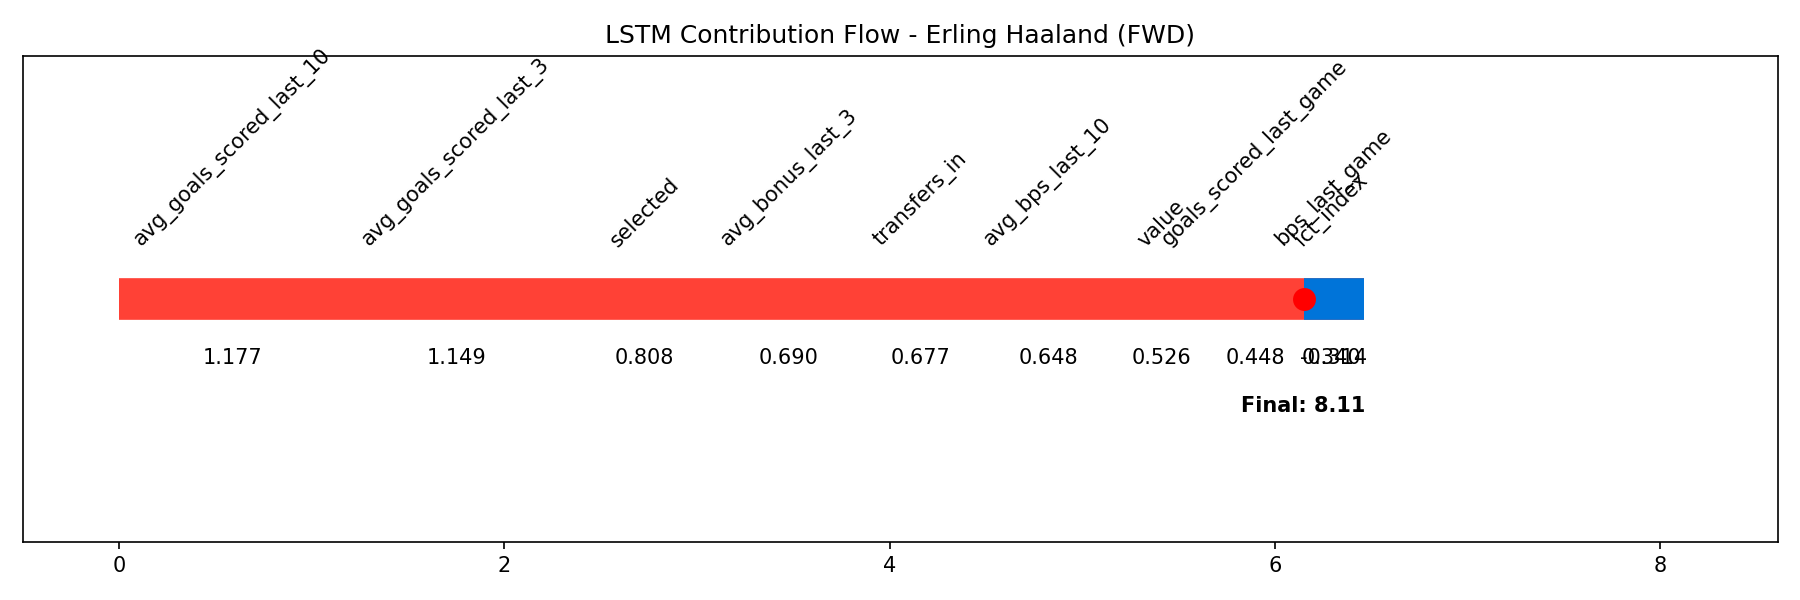 LSTM Contribution Flow - Erling Haaland (FWD)
avg_goals_scored_last_10
avg_goals_scored_last_3
selected
avg_bonus_last_3
transfers_in
avg_bps_last_10
value
goals_scored_last_game
bps_last_game
ict_index
1.177
1.149
0.808
0.690
0.677
0.648
0.526
0.448
Final: 8.11
0
2
4
6
8